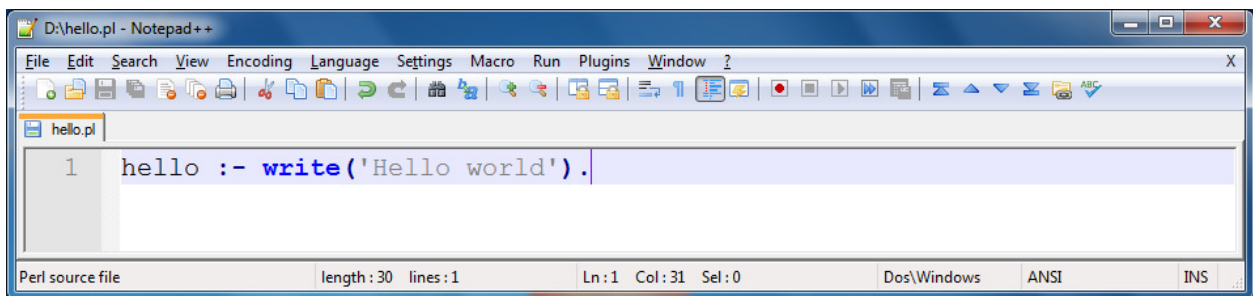 D:\hello.pl - Notepad++
File Edit Search View Encoding Language Settings Macro Run Plugins Window ? X
ABC
hello.pl
1 hello :- write('Hello world').
Perl source file length : 30 lines : 1 Ln : 1 Col : 31 Sel : 0 Dos\Windows ANSI INS